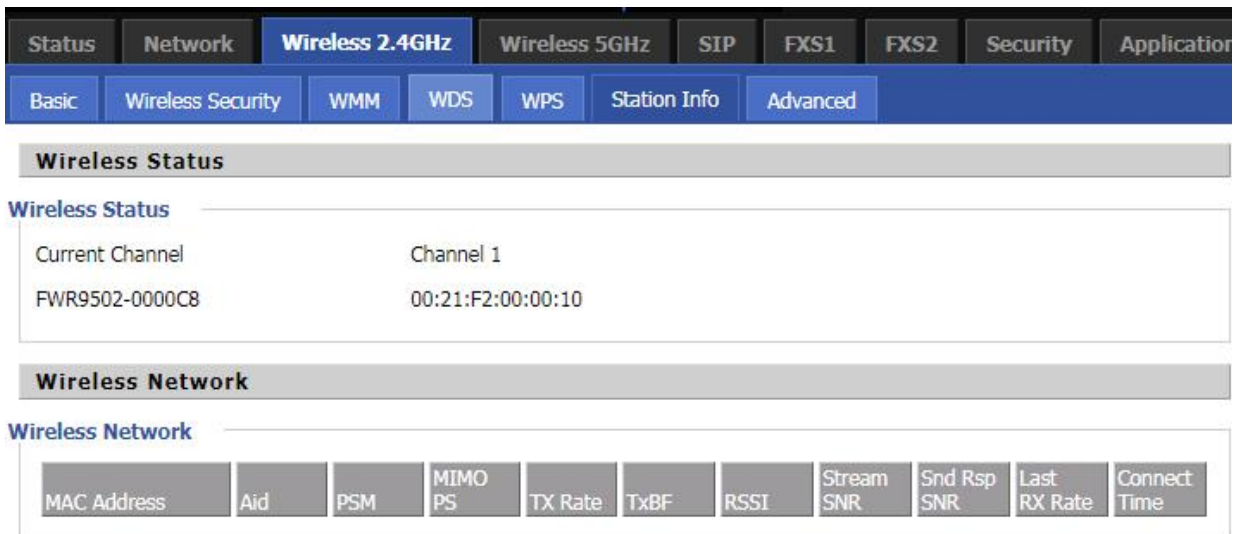 Status Network Wireless 2.4GHz Wireless 5GHz SIP FXS1 FXS2 Security Application
Basic Wireless Security WMM WDS WPS Station Info Advanced
Wireless Status
Wireless Status
Current Channel Channel 1
FWR9502-0000C8 00:21:F2:00:00:10
Wireless Network
Wireless Network
MAC Address Aid PSM MIMO PS TX Rate TxBF RSSI Stream SNR Snd Rsp SNR Last RX Rate Connect Time